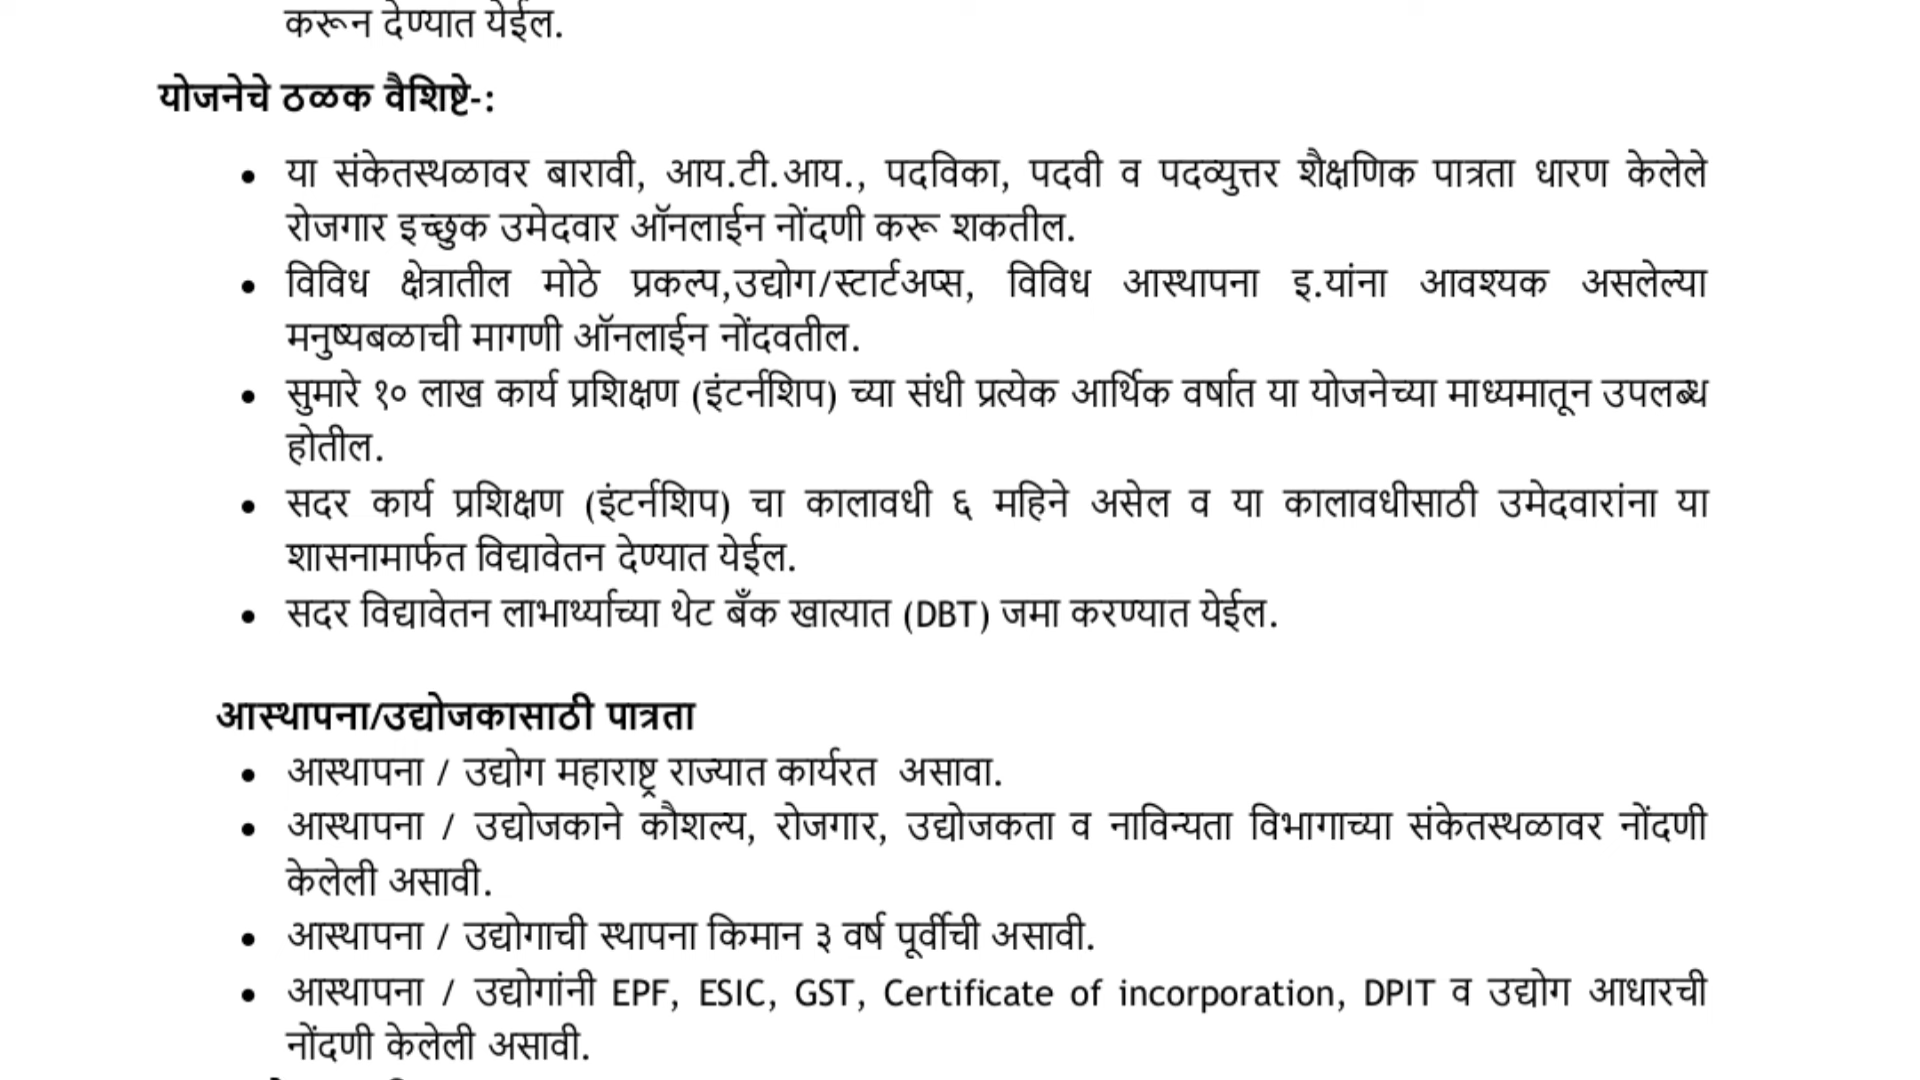 करून देण्यात येईल.
योजनेचे ठळक वैशिष्टे-:
• या संकेतस्थळावर बारावी, आय.टी.आय., पदविका, पदवी व पदव्युत्तर शैक्षणिक पात्रता धारण केलेले
रोजगार इच्छुक उमेदवार ऑनलाईन नोंदणी करू शकतील.
• विविध क्षेत्रातील मोठे प्रकल्प,उद्योग/स्टार्टअप्स, विविध आस्थापना इ.यांना आवश्यक असलेल्या
मनुष्यबळाची मागणी ऑनलाईन नोंदवतील.
• सुमारे १० लाख कार्य प्रशिक्षण (इंटर्नशिप) च्या संधी प्रत्येक आर्थिक वर्षात या योजनेच्या माध्यमातून उपलब्ध
होतील.
• सदर कार्य प्रशिक्षण (इंटर्नशिप) चा कालावधी ६ महिने असेल व या कालावधीसाठी उमेदवारांना या
शासनामार्फत विद्यावेतन देण्यात येईल.
• सदर विद्यावेतन लाभार्थ्याच्या थेट बँक खात्यात (DBT) जमा करण्यात येईल.
आस्थापना/उद्योजकासाठी पात्रता
• आस्थापना / उद्योग महाराष्ट्र राज्यात कार्यरत असावा.
• आस्थापना / उद्योजकाने कौशल्य, रोजगार, उद्योजकता व नाविन्यता विभागाच्या संकेतस्थळावर नोंदणी
केलेली असावी.
• आस्थापना / उद्योगाची स्थापना किमान ३ वर्ष पूर्वीची असावी.
• आस्थापना / उद्योगांनी EPF, ESIC, GST, Certificate of incorporation, DPIT व उद्योग आधारची
नोंदणी केलेली असावी.